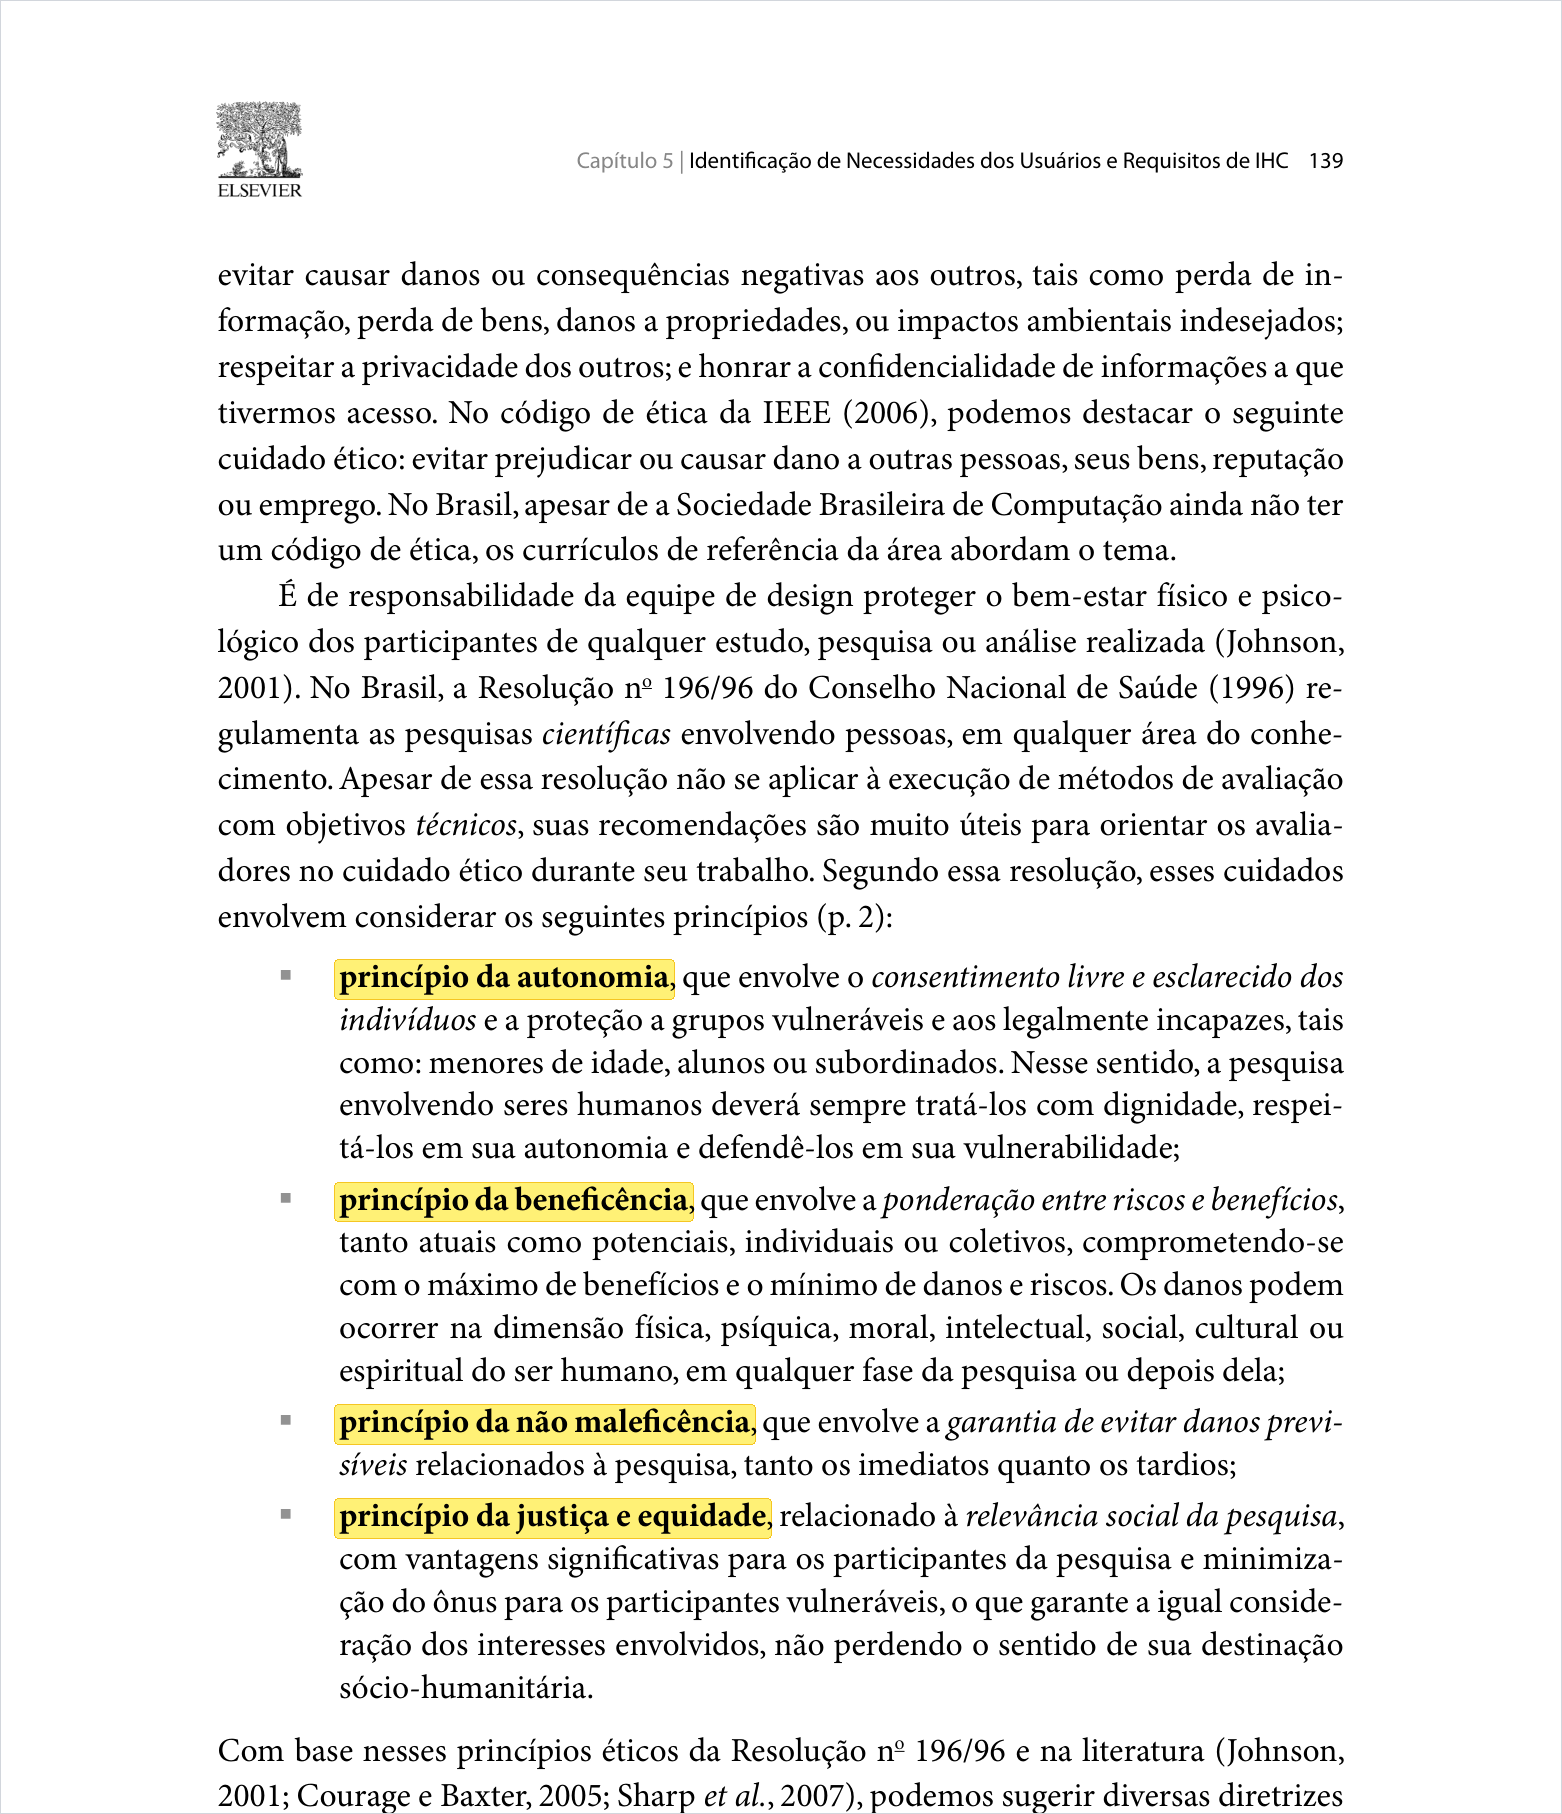 ELSEVIER
Capítulo 5 | Identificação de Necessidades dos Usuários e Requisitos de IHC 139
evitar causar danos ou consequências negativas aos outros, tais como perda de in-
formação, perda de bens, danos a propriedades, ou impactos ambientais indesejados;
respeitar a privacidade dos outros; e honrar a confidencialidade de informações a que
tivermos acesso. No código de ética da IEEE (2006), podemos destacar o seguinte
cuidado ético: evitar prejudicar ou causar dano a outras pessoas, seus bens, reputação
ou emprego. No Brasil, apesar de a Sociedade Brasileira de Computação ainda não ter
um código de ética, os currículos de referência da área abordam o tema.
É de responsabilidade da equipe de design proteger o bem-estar físico e psico-
lógico dos participantes de qualquer estudo, pesquisa ou análise realizada (Johnson,
2001). No Brasil, a Resolução nº 196/96 do Conselho Nacional de Saúde (1996) re-
gulamenta as pesquisas científicas envolvendo pessoas, em qualquer área do conhe-
cimento. Apesar de essa resolução não se aplicar à execução de métodos de avaliação
com objetivos técnicos, suas recomendações são muito úteis para orientar os avalia-
dores no cuidado ético durante seu trabalho. Segundo essa resolução, esses cuidados
envolvem considerar os seguintes princípios (p. 2):
▪ princípio da autonomia, que envolve o consentimento livre e esclarecido dos
indivíduos e a proteção a grupos vulneráveis e aos legalmente incapazes, tais
como: menores de idade, alunos ou subordinados. Nesse sentido, a pesquisa
envolvendo seres humanos deverá sempre tratá-los com dignidade, respei-
tá-los em sua autonomia e defendê-los em sua vulnerabilidade;
▪ princípio da beneficência, que envolve a ponderação entre riscos e benefícios,
tanto atuais como potenciais, individuais ou coletivos, comprometendo-se
com o máximo de benefícios e o mínimo de danos e riscos. Os danos podem
ocorrer na dimensão física, psíquica, moral, intelectual, social, cultural ou
espiritual do ser humano, em qualquer fase da pesquisa ou depois dela;
▪ princípio da não maleficência, que envolve a garantia de evitar danos previ-
síveis relacionados à pesquisa, tanto os imediatos quanto os tardios;
▪ princípio da justiça e equidade, relacionado à relevância social da pesquisa,
com vantagens significativas para os participantes da pesquisa e minimiza-
ção do ônus para os participantes vulneráveis, o que garante a igual conside-
ração dos interesses envolvidos, não perdendo o sentido de sua destinação
sócio-humanitária.
Com base nesses princípios éticos da Resolução nº 196/96 e na literatura (Johnson,
2001; Courage e Baxter, 2005; Sharp et al., 2007), podemos sugerir diversas diretrizes